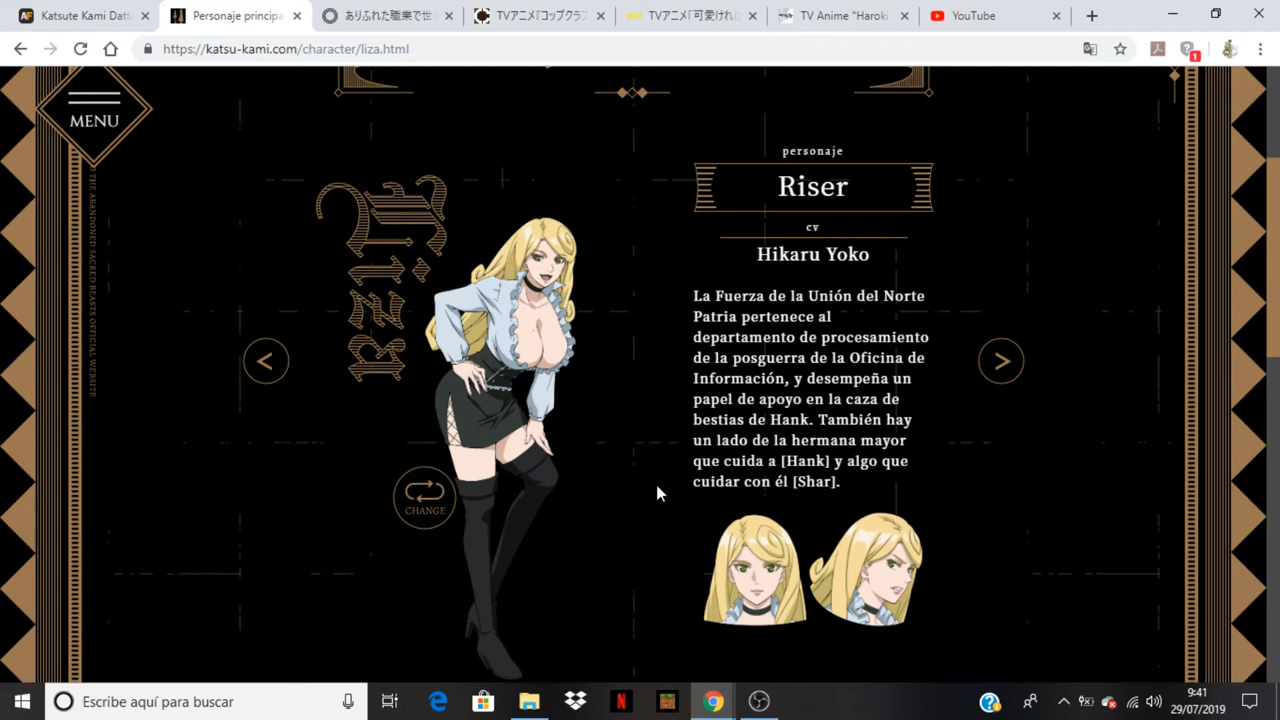 Katsute Kami Datt
Personaje principa
ありふれた職業で世
TVアニメ『コップクラフ
TVアニメ「可愛ければ
TV Anime "Haroki
YouTube
https://katsu-kami.com/character/liza.html
1
MENU
© THE ABANDONED SACRED BEASTS OFFICIAL WEBSITE
Liza
CHANGE
personaje
Riser
cv
Hikaru Yoko
La Fuerza de la Unión del Norte
Patria pertenece al
departamento de procesamiento
de la posguerra de la Oficina de
Información, y desempeña un
papel de apoyo en la caza de
bestias de Hank. También hay
un lado de la hermana mayor
que cuida a [Hank] y algo que
cuidar con él [Shar].
Escribe aquí para buscar
9:41
29/07/2019